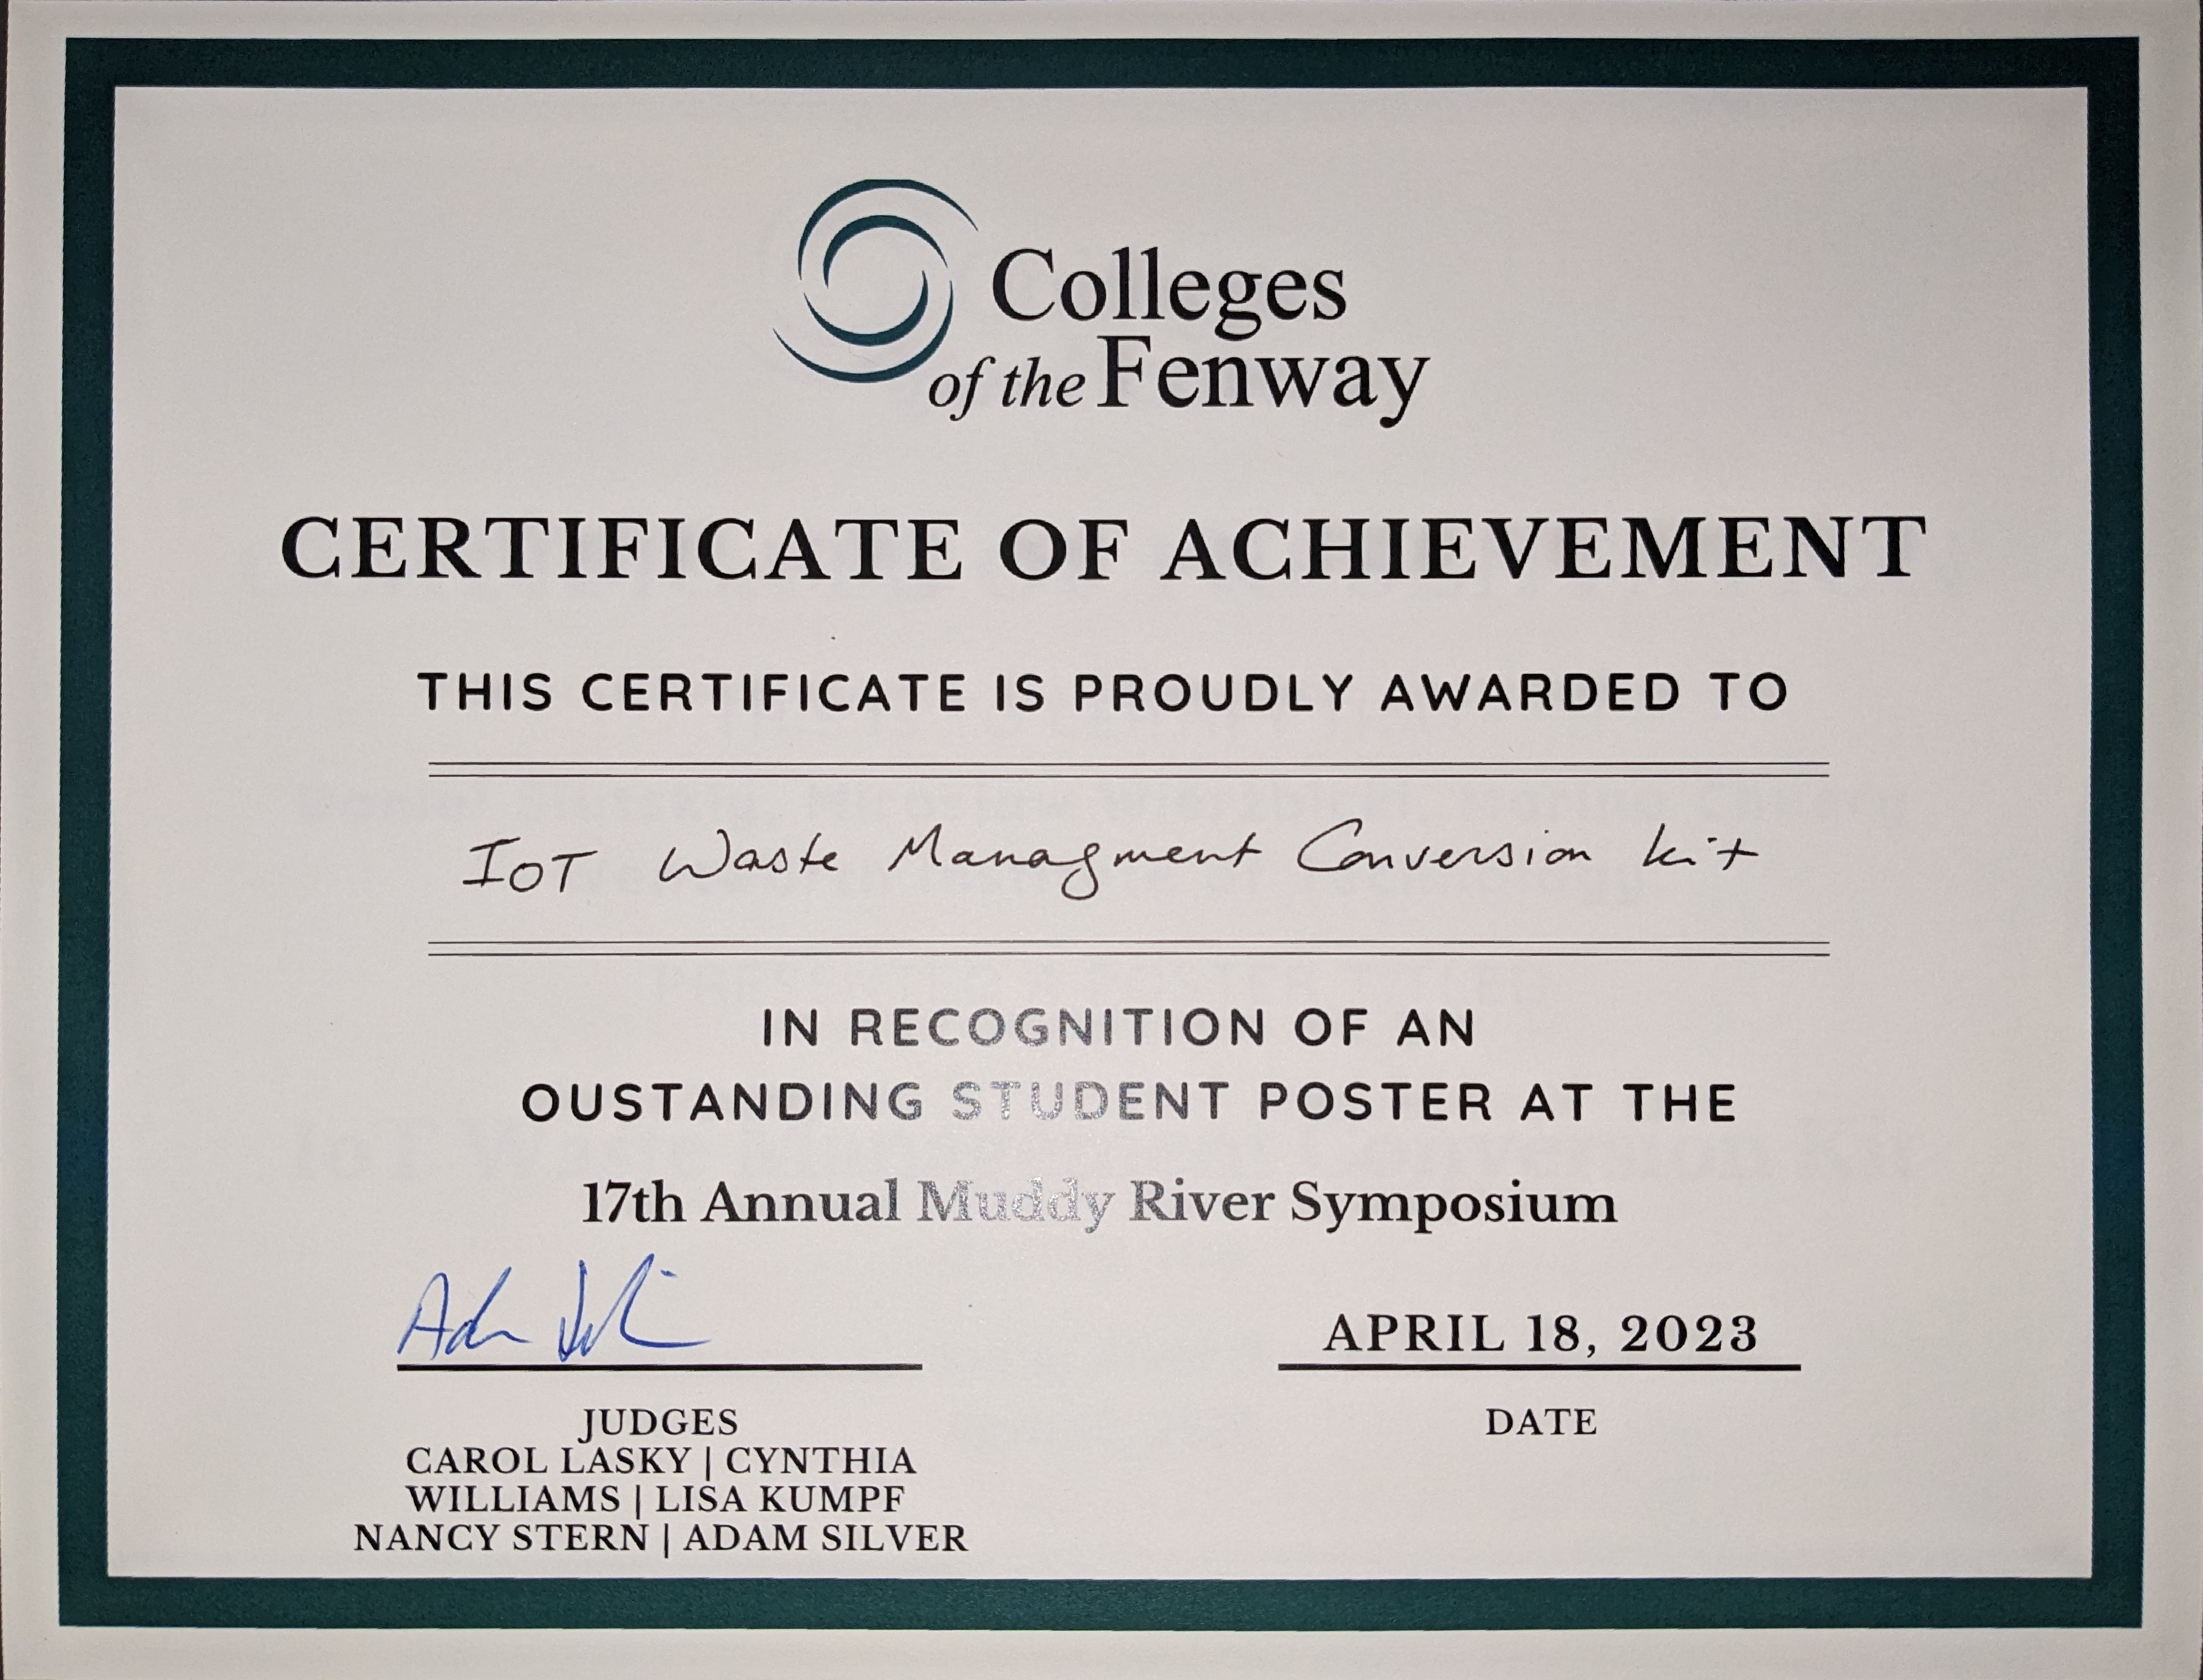 Colleges
of the Fenway
CERTIFICATE OF ACHIEVEMENT
THIS CERTIFICATE IS PROUDLY AWARDED TO
IoT Waste Managment Conversion kit
IN RECOGNITION OF AN
OUSTANDING STUDENT POSTER AT THE
17th Annual Muddy River Symposium
APRIL 18, 2023
JUDGES
CAROL LASKY | CYNTHIA
WILLIAMS | LISA KUMPF
NANCY STERN | ADAM SILVER
DATE